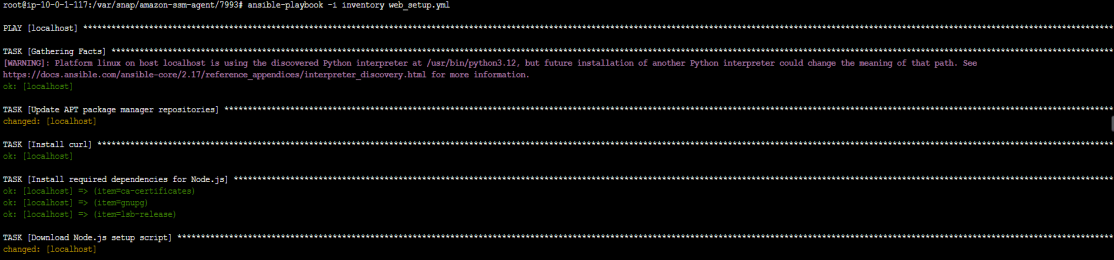 root@ip-10-0-1-117:/var/snap/amazon-ssm-agent/7993# ansible-playbook -i inventory web_setup.yml
PLAY [localhost] ****************************************************************************************************
TASK [Gathering Facts] ****************************************************************************************************
[WARNING]: Platform linux on host localhost is using the discovered Python interpreter at /usr/bin/python3.12, but future installation of another Python interpreter could change the meaning of that path. See
https://docs.ansible.com/ansible-core/2.17/reference_appendices/interpreter_discovery.html for more information.
ok: [localhost]
TASK [Update APT package manager repositories] ****************************************************************************************************
changed: [localhost]
TASK [Install curl] ****************************************************************************************************
ok: [localhost]
TASK [Install required dependencies for Node.js] ****************************************************************************************************
ok: [localhost] => (item=ca-certificates)
ok: [localhost] => (item=gnupg)
ok: [localhost] => (item=lsb-release)
TASK [Download Node.js setup script] ****************************************************************************************************
changed: [localhost]